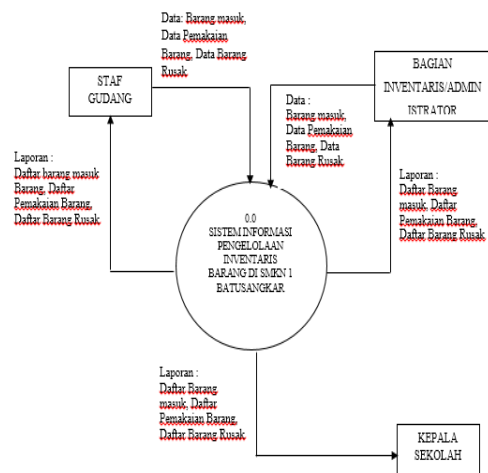 Data: Barang masuk,
Data Pemakaian
Barang, Data Barang
Rusak
STAF
GUDANG
BAGIAN
INVENTARIS/ADMIN
ISTRATOR
Data :
Barang masuk,
Data Pemakaian
Barang, Data
Barang Rusak
Laporan :
Daftar barang masuk
Barang, Daftar
Pemakaian Barang,
Daftar Barang Rusak
Laporan :
Daftar Barang
masuk, Daftar
Pemakaian Barang,
Daftar Barang Rusak
0.0
SISTEM INFORMASI
PENGELOLAAN
INVENTARIS
BARANG DI SMKN 1
BATUSANGKAR
Laporan :
Daftar Barang
masuk, Daftar
Pemakaian Barang,
Daftar Barang Rusak
KEPALA
SEKOLAH